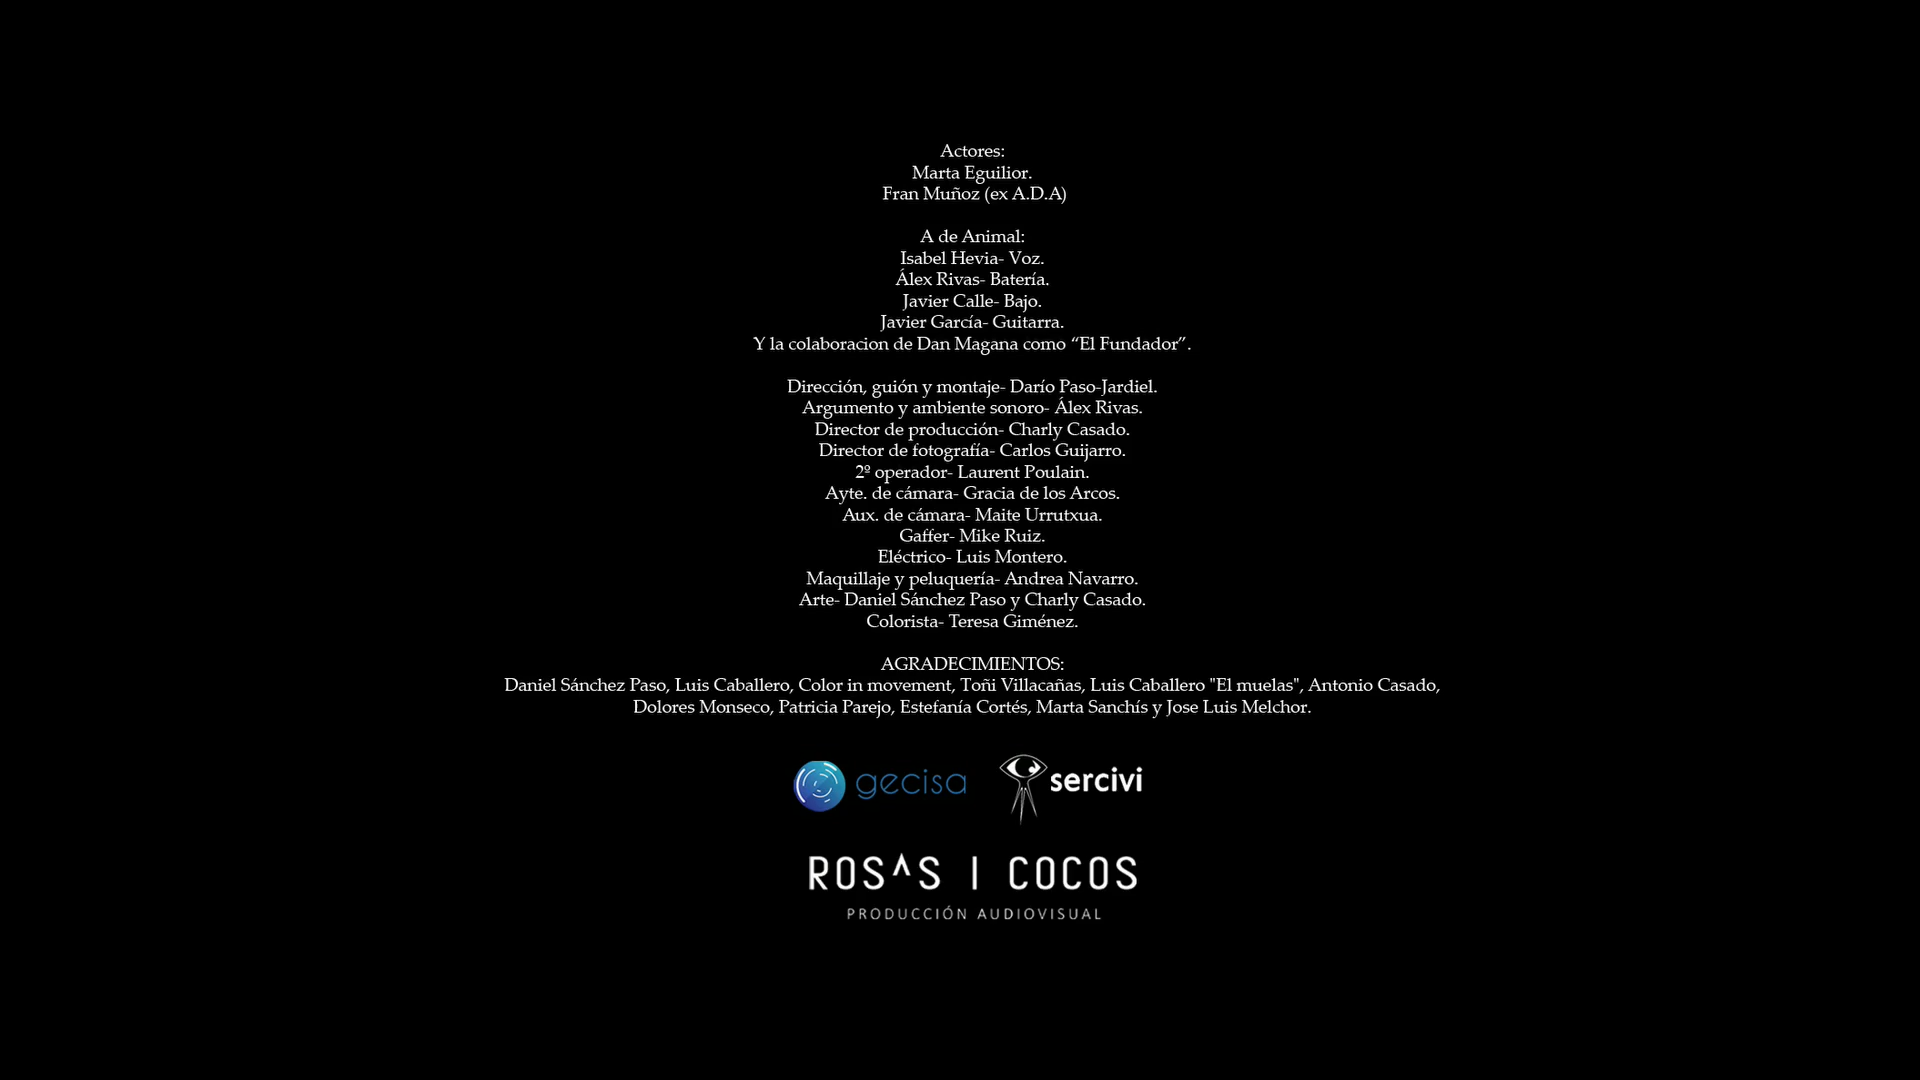 Actores:
Marta Eguilior.
Fran Muñoz (ex A.D.A)
A de Animal:
Isabel Hevia- Voz.
Álex Rivas- Batería.
Javier Calle- Bajo.
Javier García- Guitarra.
Y la colaboracion de Dan Magana como “El Fundador”.
Dirección, guión y montaje- Darío Paso-Jardiel.
Argumento y ambiente sonoro- Álex Rivas.
Director de producción- Charly Casado.
Director de fotografía- Carlos Guijarro.
2º operador- Laurent Poulain.
Ayte. de cámara- Gracia de los Arcos.
Aux. de cámara- Maite Urrutxua.
Gaffer- Mike Ruiz.
Eléctrico- Luis Montero.
Maquillaje y peluquería- Andrea Navarro.
Arte- Daniel Sánchez Paso y Charly Casado.
Colorista- Teresa Giménez.
AGRADECIMIENTOS:
Daniel Sánchez Paso, Luis Caballero, Color in movement, Toñi Villacañas, Luis Caballero "El muelas", Antonio Casado,
Dolores Monseco, Patricia Parejo, Estefanía Cortés, Marta Sanchís y Jose Luis Melchor.
gecisa sercivi
ROSAS | COCOS
PRODUCCIÓN AUDIOVISUAL